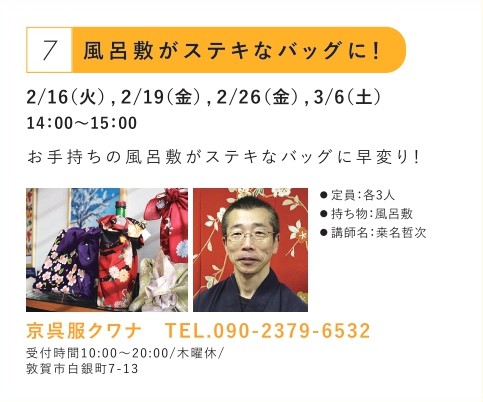 7 風呂敷がステキなバッグに!
2/16(火),2/19(金),2/26(金),3/6(土)
14:00〜15:00
お手持ちの風呂敷がステキなバッグに早変り!
●定員:各3人
●持ち物:風呂敷
●講師名:桒名哲次
京呉服クワナ TEL.090-2379-6532
受付時間10:00〜20:00/木曜休/
敦賀市白銀町7-13